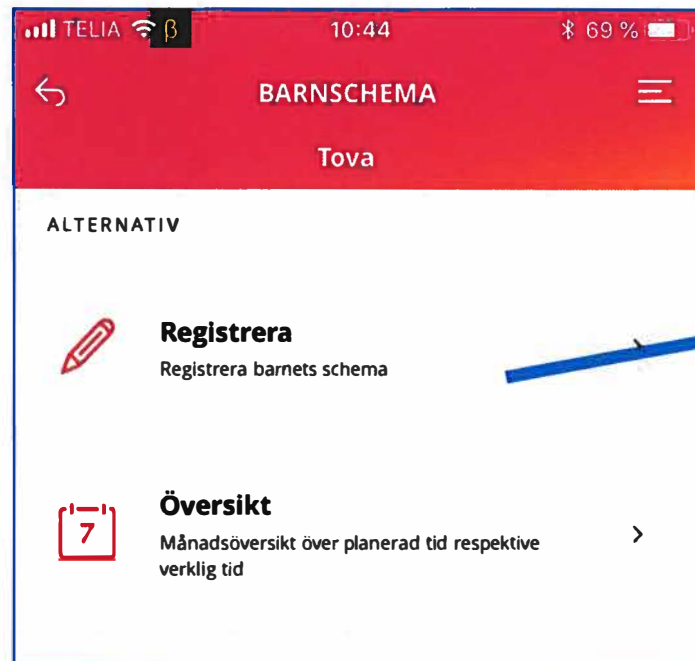 TELIA β 10:44 69 %
BARNSCHEMA
Tova
ALTERNATIV
Registrera
Registrera barnets schema
7
Översikt
Månadsöversikt över planerad tid respektive
verklig tid